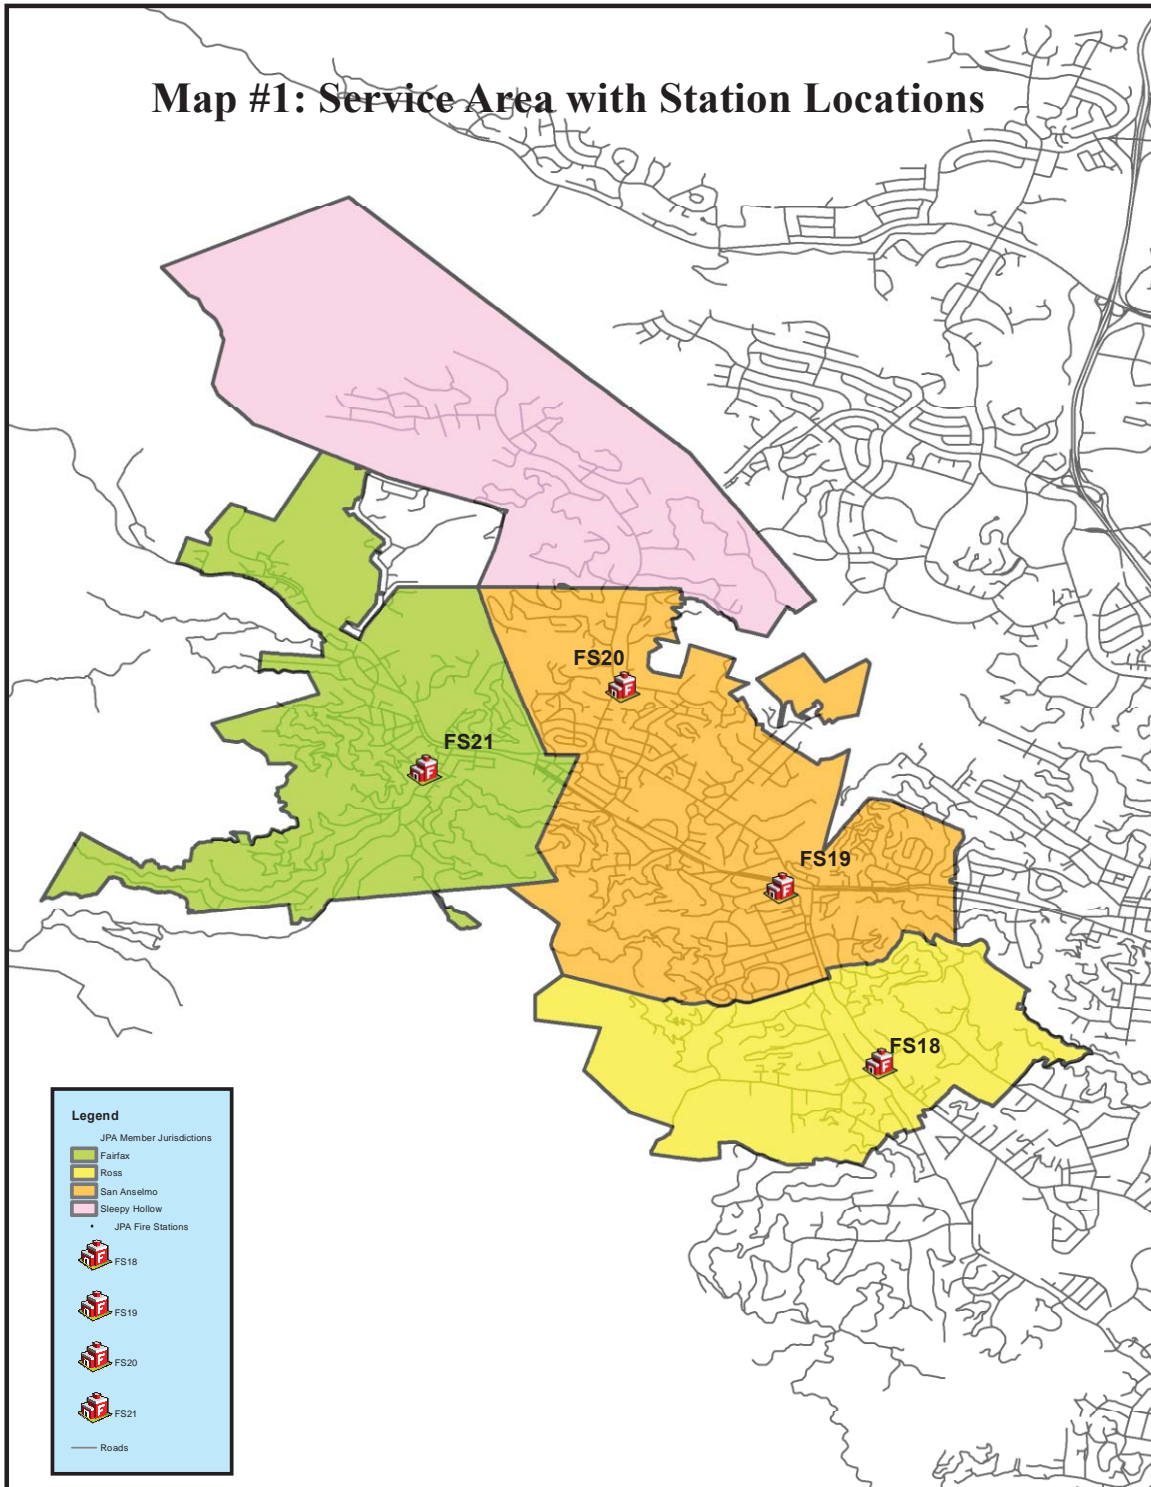 Map #1: Service Area with Station Locations
FS20
FS21
FS19
FS18
Legend
JPA Member Jurisdictions
Fairfax
Ross
San Anselmo
Sleepy Hollow
JPA Fire Stations
FS18
FS19
FS20
FS21
Roads